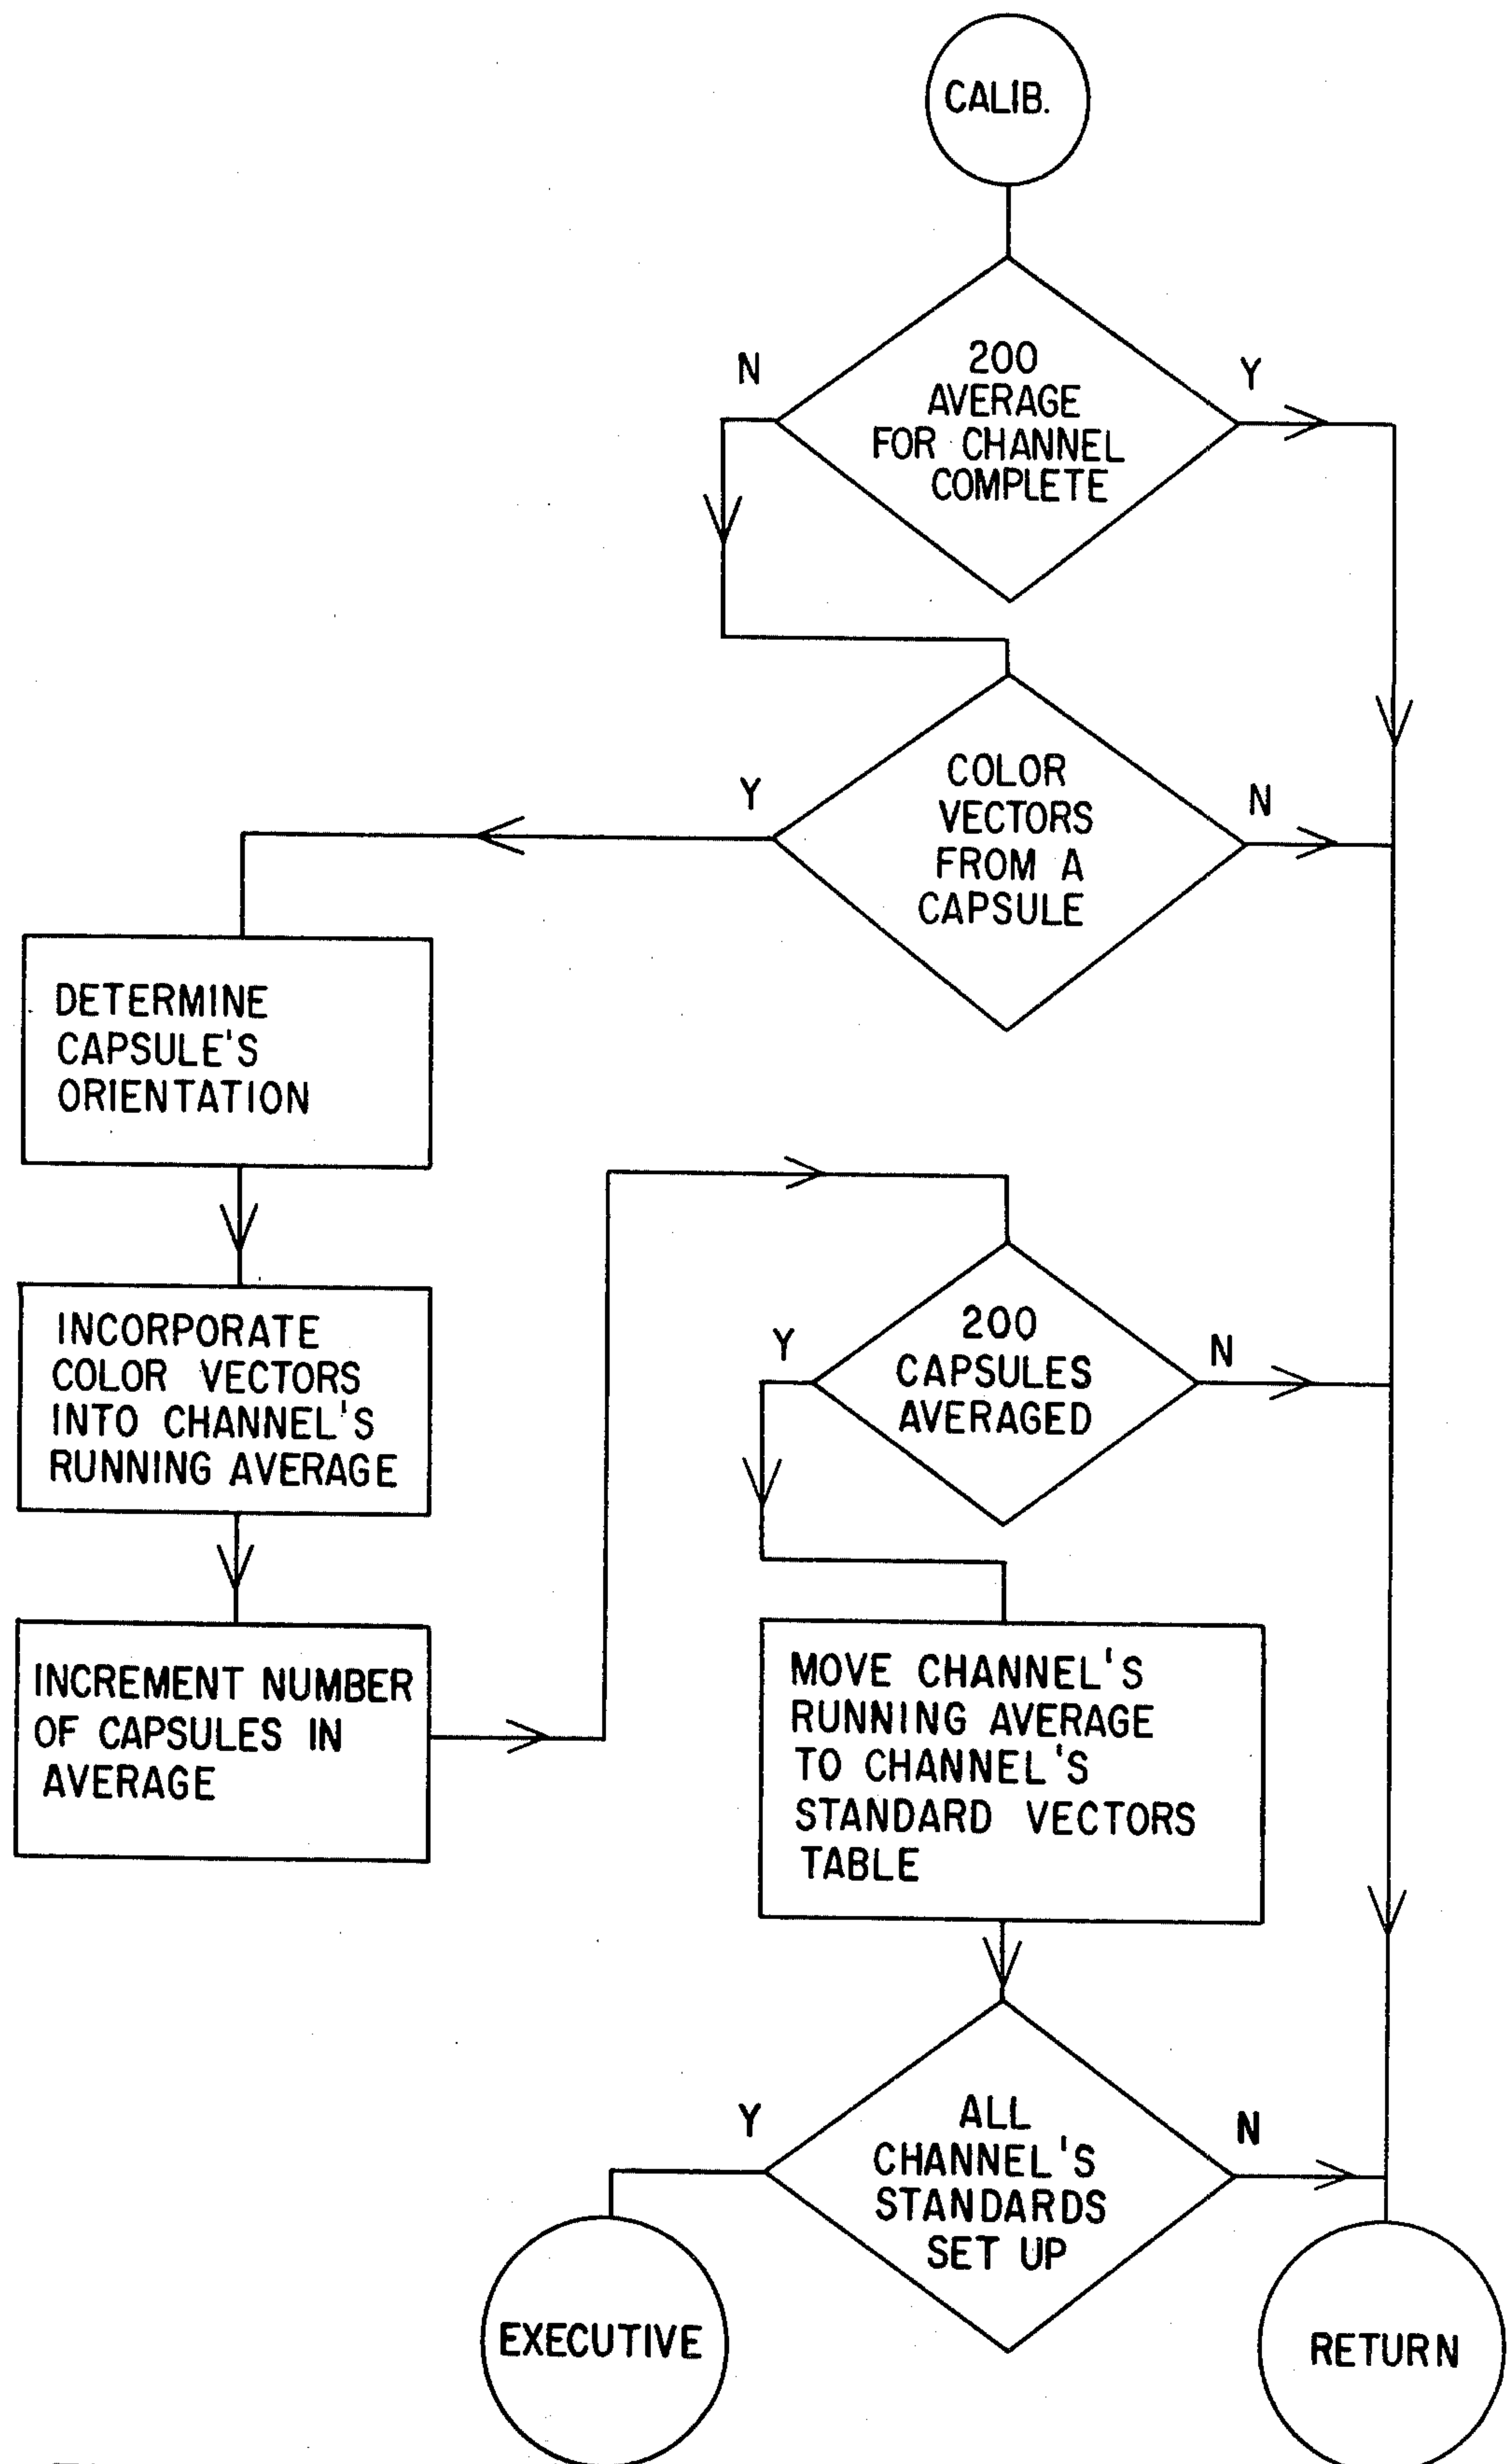 CALIB.
N
Y
200
AVERAGE
FOR CHANNEL
COMPLETE
Y
N
COLOR
VECTORS
FROM A
CAPSULE
DETERMINE
CAPSULE'S
ORIENTATION
INCORPORATE
COLOR VECTORS
INTO CHANNEL'S
RUNNING AVERAGE
INCREMENT NUMBER
OF CAPSULES IN
AVERAGE
Y
N
200
CAPSULES
AVERAGED
MOVE CHANNEL'S
RUNNING AVERAGE
TO CHANNEL'S
STANDARD VECTORS
TABLE
Y
N
ALL
CHANNEL'S
STANDARDS
SET UP
EXECUTIVE
RETURN